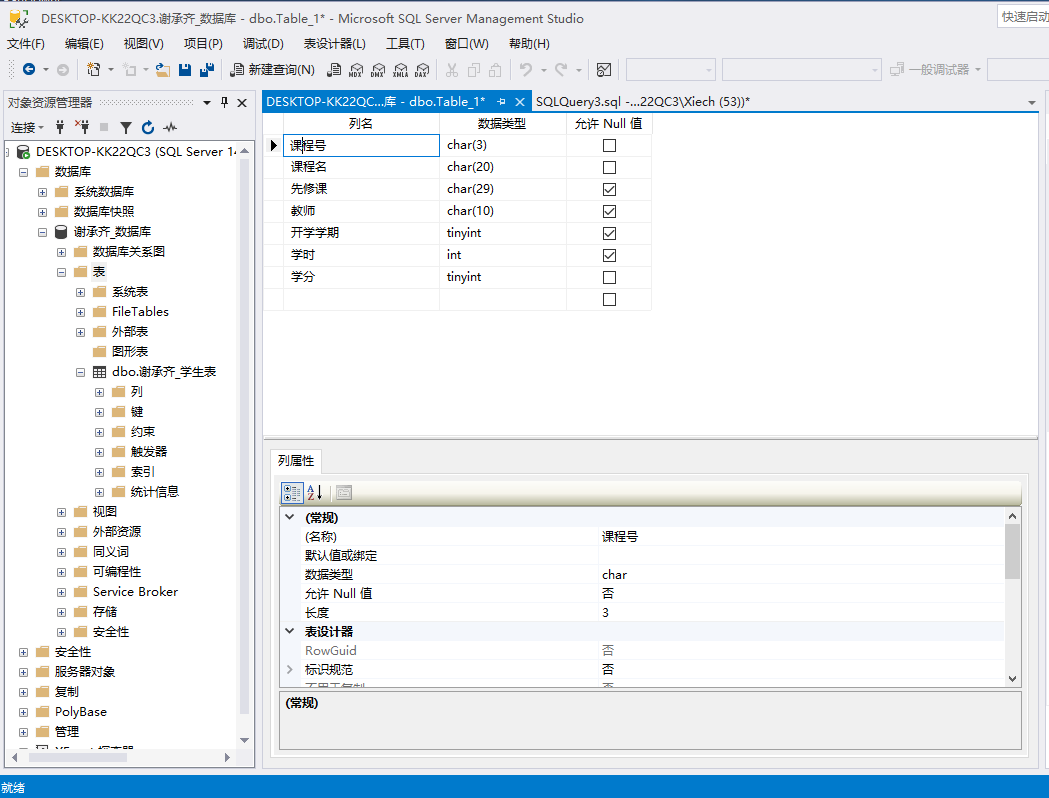 DESKTOP-KK22QC3.谢承齐_数据库 - dbo.Table_1* - Microsoft SQL Server Management Studio
快速启动
文件(F) 编辑(E) 视图(V) 项目(P) 调试(D) 表设计器(L) 工具(T) 窗口(W) 帮助(H)
新建查询(N) MDX DMX XMLA DAX 一般调试器
对象资源管理器
连接
DESKTOP-KK22QC3 (SQL Server 14
数据库
系统数据库
数据库快照
谢承齐_数据库
数据库关系图
表
系统表
FileTables
外部表
图形表
dbo.谢承齐_学生表
列
键
约束
触发器
索引
统计信息
视图
外部资源
同义词
可编程性
Service Broker
存储
安全性
安全性
服务器对象
复制
PolyBase
管理
DESKTOP-KK22QC...库 - dbo.Table_1* SQLQuery3.sql -...22QC3\Xiech (53))*
列名 数据类型 允许 Null 值
课程号 char(3)
课程名 char(20)
先修课 char(29)
教师 char(10)
开学学期 tinyint
学时 int
学分 tinyint
列属性
(常规)
(名称) 课程号
默认值或绑定
数据类型 char
允许 Null 值 否
长度 3
表设计器
RowGuid 否
标识规范 否
(常规)
就绪